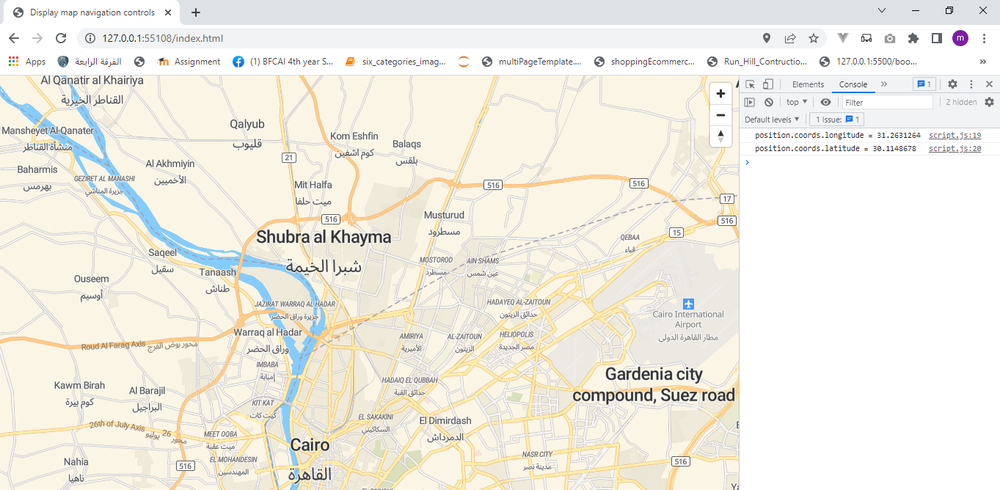 Display map navigation controls
127.0.0.1:55108/index.html
m
Apps
الفرقة الرابعة
Assignment
(1) BFCAI 4th year S...
six_categories_imag...
multiPageTemplate....
shoppingEcommerc...
Run_Hill_Contructio...
127.0.0.1:5500/boo...
»
Al Qanatir al Khairiya
القناطر الخيرية
Mansheyet Al-Qanater
منشأة القناطر
Qalyub
قليوب
Kom Eshfin
كوم اشفين
Balaqs
بلقس
21
Al Akhmiyin
الأخميين
Baharmis
بهرمس
GEZIRET AL MANASHI
جزيرة المناشي
Mit Halfa
ميت حلفا
516
516
17
516
516
15
Musturud
مسطرود
Shubra al Khayma
شبرا الخيمة
QEBAA
قباء
Saqeel
سقيل
Tanaash
طناش
MOSTOROD
مسطرد
AIN SHAMS
عين شمس
Ouseem
أوسيم
JAZIRAT WARRAQ AL HADAR
جزيرة وراق الحضر
HADAYEQ AL-ZAITOUN
حدائق الزيتون
Cairo International
Airport
مطار القاهرة الدولى
Warraq al Hadar
وراق الحضر
Roud Al Farag Axis محور روض الفرج
AMIRIYA
الأميرية
AL-ZAITOUN
الزيتون
HELIOPOLIS
مصر الجديدة
IMBABA
إمبابة
Gardenia city
compound, Suez road
Kawm Birah
كوم بيرة
Al Barajil
البراجيل
HADAIQ EL QUBBAH
حدائق القبة
KIT KAT
كيت كات
EL SAKAKINI
السكاكيني
El Dimirdash
الدمرداش
26th of July Axis محور 26 يوليو
MEET OQBA
ميت عقبة
Cairo
القاهرة
EL MOHANDESIN
المهندسين
NASR CITY
مدينة نصر
Nahia
ناهيا
516
516
Elements
Console
»
1
top
Filter
2 hidden
Default levels
1 Issue:
1
position.coords.longitude = 31.2631264 script.js:19
position.coords.latitude = 30.1148678 script.js:20